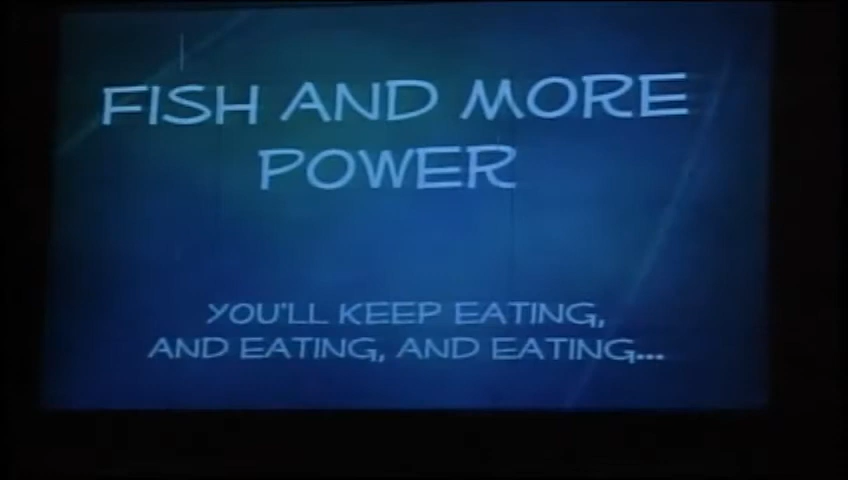 FISH AND MORE
POWER
YOU'LL KEEP EATING,
AND EATING, AND EATING...